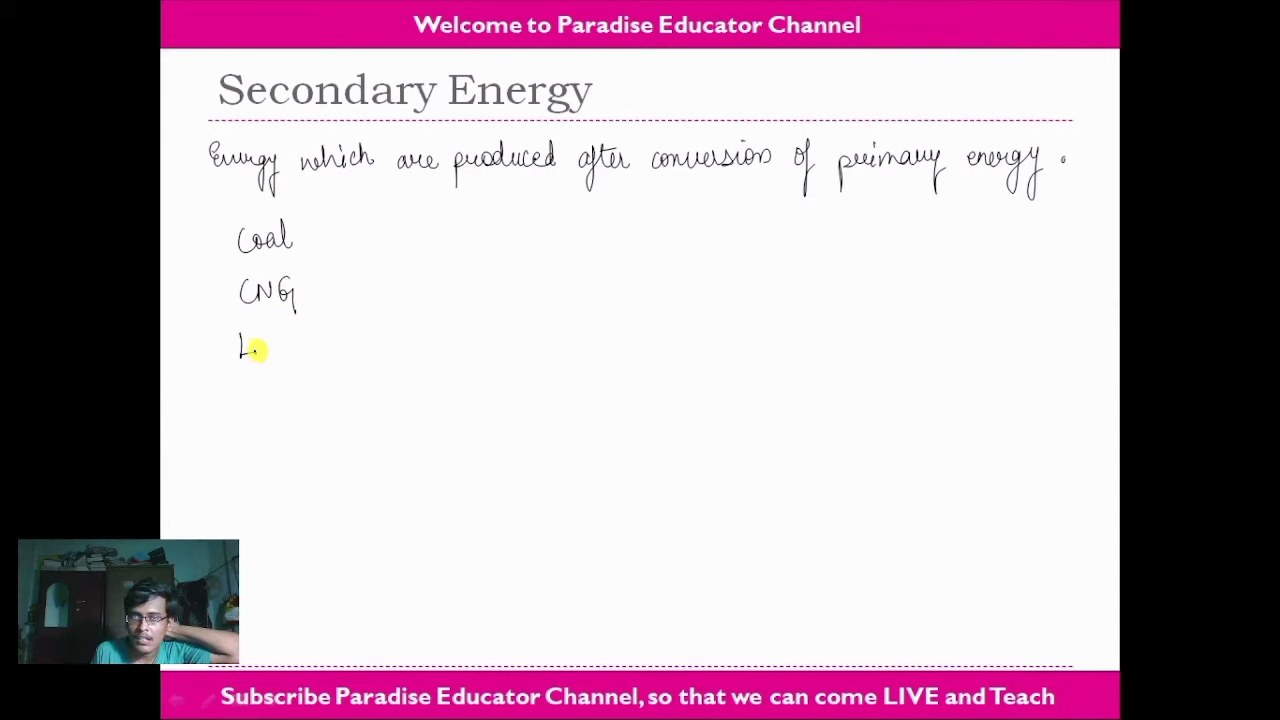 Welcome to Paradise Educator Channel
Secondary Energy
Energy which are produced after conversion of primary energy.
Coal
CNG
L
Subscribe Paradise Educator Channel, so that we can come LIVE and Teach